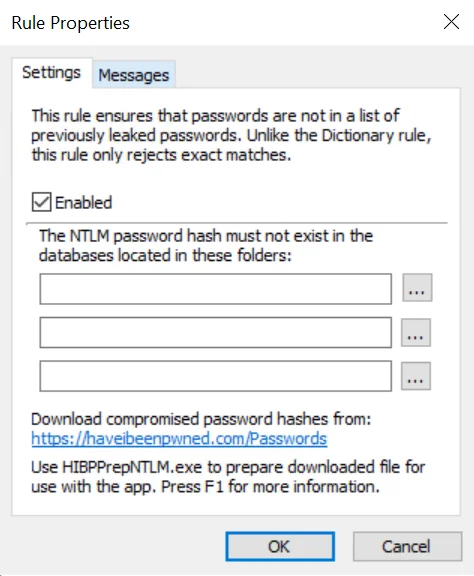 Rule Properties
Settings
Messages
This rule ensures that passwords are not in a list of
previously leaked passwords. Unlike the Dictionary rule,
this rule only rejects exact matches.
Enabled
The NTLM password hash must not exist in the
databases located in these folders:
...
...
...
Download compromised password hashes from:
https://haveibeenpwned.com/Passwords
Use HIBPPrepNTLM.exe to prepare downloaded file for
use with the app. Press F1 for more information.
OK
Cancel